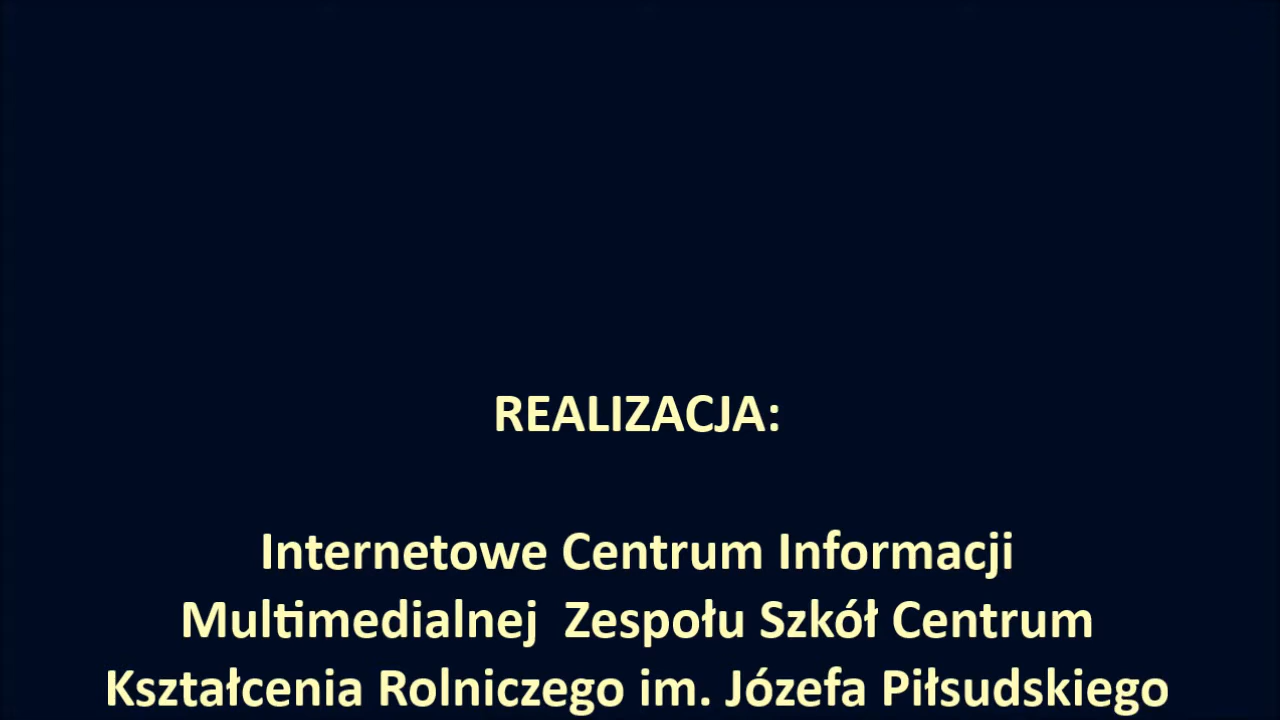 REALIZACJA:
Internetowe Centrum Informacji
Multimedialnej  Zespołu Szkół Centrum
Kształcenia Rolniczego im. Józefa Piłsudskiego